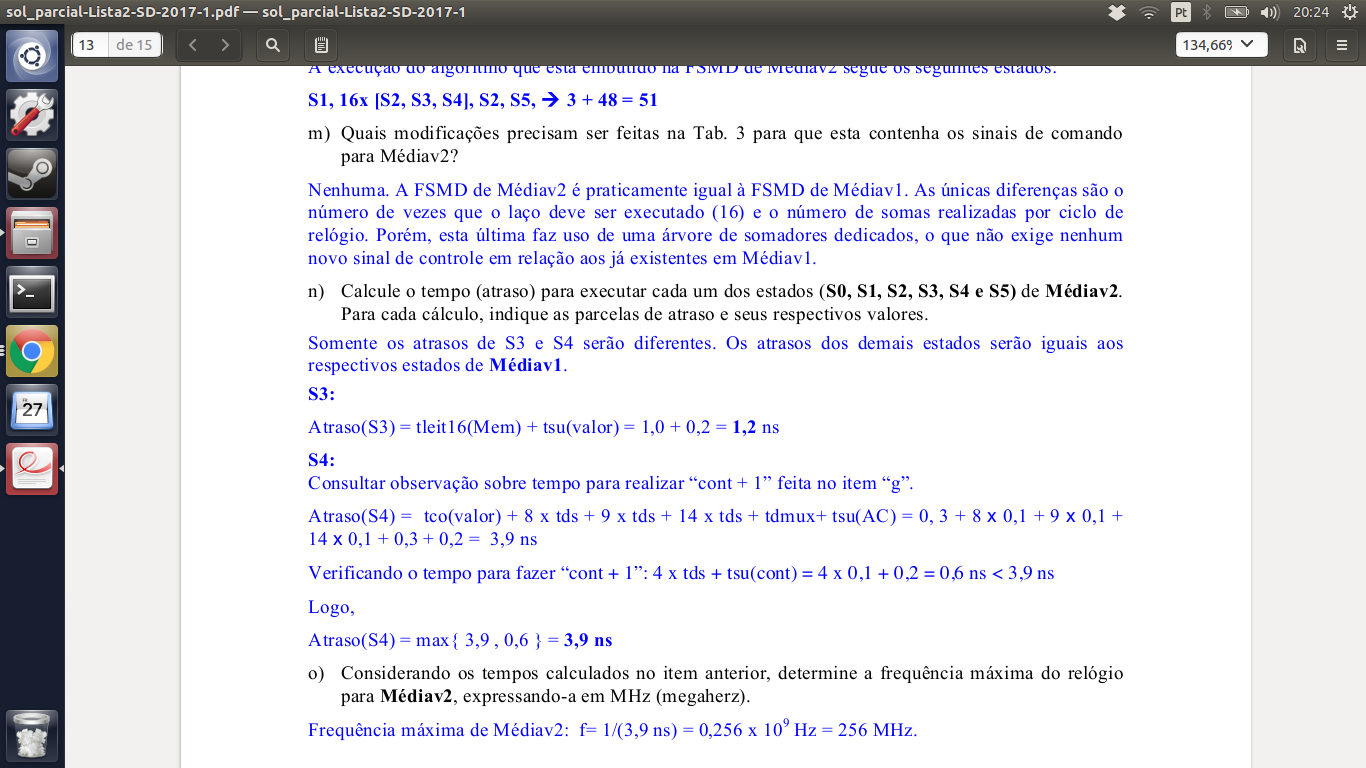 sol_parcial-Lista2-SD-2017-1.pdf — sol_parcial-Lista2-SD-2017-1
Pt
20:24
13 de 15
134,66%
A execução do algoritmo que está embutido na FSMD de Médiav2 segue os seguintes estados:
S1, 16x [S2, S3, S4], S2, S5, → 3 + 48 = 51
m) Quais modificações precisam ser feitas na Tab. 3 para que esta contenha os sinais de comando
para Médiav2?
Nenhuma. A FSMD de Médiav2 é praticamente igual à FSMD de Médiav1. As únicas diferenças são o
número de vezes que o laço deve ser executado (16) e o número de somas realizadas por ciclo de
relógio. Porém, esta última faz uso de uma árvore de somadores dedicados, o que não exige nenhum
novo sinal de controle em relação aos já existentes em Médiav1.
n) Calcule o tempo (atraso) para executar cada um dos estados (S0, S1, S2, S3, S4 e S5) de Médiav2.
Para cada cálculo, indique as parcelas de atraso e seus respectivos valores.
Somente os atrasos de S3 e S4 serão diferentes. Os atrasos dos demais estados serão iguais aos
respectivos estados de Médiav1.
S3:
Atraso(S3) = tleit16(Mem) + tsu(valor) = 1,0 + 0,2 = 1,2 ns
S4:
Consultar observação sobre tempo para realizar “cont + 1” feita no item “g”.
Atraso(S4) = tco(valor) + 8 x tds + 9 x tds + 14 x tds + tdmux+ tsu(AC) = 0, 3 + 8 x 0,1 + 9 x 0,1 +
14 x 0,1 + 0,3 + 0,2 = 3,9 ns
Verificando o tempo para fazer “cont + 1”: 4 x tds + tsu(cont) = 4 x 0,1 + 0,2 = 0,6 ns < 3,9 ns
Logo,
Atraso(S4) = max{ 3,9 , 0,6 } = 3,9 ns
o) Considerando os tempos calculados no item anterior, determine a frequência máxima do relógio
para Médiav2, expressando-a em MHz (megaherz).
Frequência máxima de Médiav2: f= 1/(3,9 ns) = 0,256 x 10⁹ Hz = 256 MHz.
27